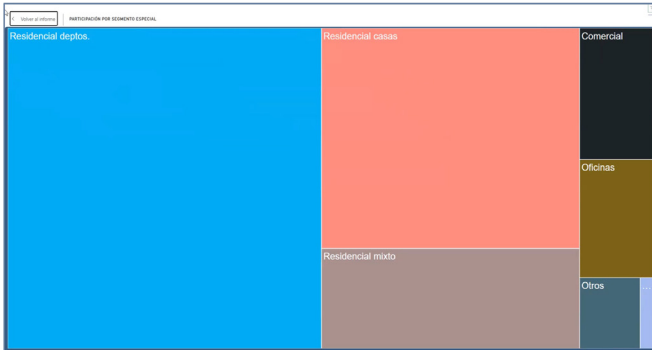 Volver al informe
PARTICIPACIÓN POR SEGMENTO ESPECIAL
Residencial deptos.
Residencial casas
Comercial
Oficinas
Residencial mixto
Otros
...